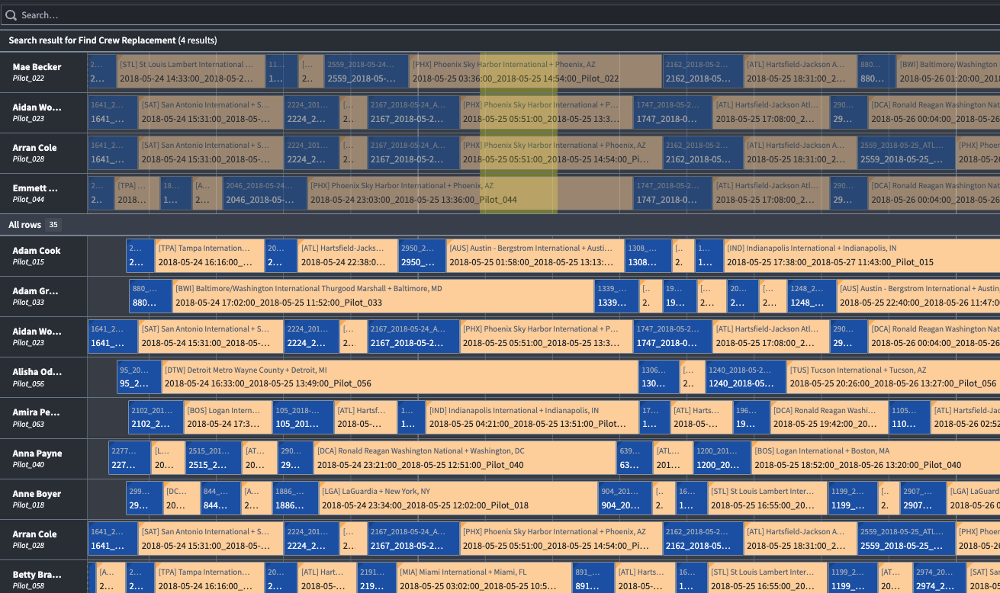 Search...
Search result for Find Crew Replacement (4 results)
Mae Becker
Pilot_022
2... [STL] St Louis Lambert International ... 11... [... 2559_2018-05-24... [PHX] Phoenix Sky Harbor International + Phoenix, AZ 2162_2018-05-2... [ATL] Hartsfield-Jackson A... 880... [BWI] Baltimore/Washington
2... 2018-05-24 14:33:00_2018-05-2... 1... 2... 2559_2018-05... 2018-05-25 03:36:00_2018-05-25 14:54:00_Pilot_022 2162_2018-05... 2018-05-25 18:31:00_2... 880... 2018-05-26 01:20:00_201
Aidan Wo...
Pilot_023
1641_2... [SAT] San Antonio International + S... 2224_201... [... 2167_2018-05-24_A... [PHX] Phoenix Sky Harbor International + P... 1747_2018-05-2... [ATL] Hartsfield-Jackson Atl... 290... [DCA] Ronald Reagan Washington Nat
1641_... 2018-05-24 15:31:00_2018-05-... 2224_2... 2... 2167_2018-05-2... 2018-05-25 05:51:00_2018-05-25 13:3... 1747_2018-0... 2018-05-25 17:08:00_2... 29... 2018-05-26 00:04:00_2018-05-26
Arran Cole
Pilot_028
1641_2... [SAT] San Antonio International + S... 2224_201... [... 2167_2018-05-24_A... [PHX] Phoenix Sky Harbor International + Phoenix, AZ 2162_2018-05-2... [ATL] Hartsfield-Jackson A... 2559_2018-05-25_ATL... [PHX] Phoe
1641_... 2018-05-24 15:31:00_2018-05-... 2224_2... 2... 2167_2018-05-2... 2018-05-25 05:51:00_2018-05-25 14:54:00_Pi... 2162_2018-05... 2018-05-25 18:31:00_2... 2559_2018-05-25_... 2018-05-26
Emmett ...
Pilot_044
2... [TPA] ... 18... [A... 2046_2018-05-24... [PHX] Phoenix Sky Harbor International + Phoenix, AZ 1747_2018-05-2... [ATL] Hartsfield-Jackson Atl... 290... [DCA] Ronald Reagan Washington Nat
2... 2018... 1... 2... 2046_2018-05-... 2018-05-24 23:03:00_2018-05-25 13:36:00_Pilot_044 1747_2018-0... 2018-05-25 17:08:00_2... 29... 2018-05-26 00:04:00_2018-05-26
All rows 35
Adam Cook
Pilot_015
2... [TPA] Tampa Internation... 20... [ATL] Hartsfield-Jacks... 2950_2... [AUS] Austin - Bergstrom International + Austi... 1308_... [.. 1... [IND] Indianapolis International + Indianapolis, IN
2... 2018-05-24 16:16:00_... 2... 2018-05-24 22:38:0... 2950_... 2018-05-25 01:58:00_2018-05-25 13:13:... 1308... 2. 1... 2018-05-25 17:38:00_2018-05-27 11:43:00_Pilot_015
Adam Gr...
Pilot_033
880_... [BWI] Baltimore/Washington International Thurgood Marshall + Baltimore, MD 1339_... [.. 19... [... 20... [... 1248_2... [AUS] Austin - Bergstrom International + Austin,
880... 2018-05-24 17:02:00_2018-05-25 11:52:00_Pilot_033 1339... 2. 19... 2... 2... 2... 1248_... 2018-05-25 22:40:00_2018-05-26 11:47:00
Aidan Wo...
Pilot_023
1641_2... [SAT] San Antonio International + S... 2224_201... [... 2167_2018-05-24_A... [PHX] Phoenix Sky Harbor International + P... 1747_2018-05-2... [ATL] Hartsfield-Jackson Atl... 290... [DCA] Ronald Reagan Washington Nat
1641_... 2018-05-24 15:31:00_2018-05-... 2224_2... 2... 2167_2018-05-2... 2018-05-25 05:51:00_2018-05-25 13:3... 1747_2018-0... 2018-05-25 17:08:00_2... 29... 2018-05-26 00:04:00_2018-05-26
Alisha Od...
Pilot_056
95_20... [DTW] Detroit Metro Wayne County + Detroit, MI 1306... [... 1240_2018-05-2... [TUS] Tucson International + Tucson, AZ
95_2... 2018-05-24 16:33:00_2018-05-25 13:49:00_Pilot_056 130... 2... 1240_2018-05... 2018-05-25 20:26:00_2018-05-26 13:27:00_Pilot_056
Amira Pe...
Pilot_063
2102_201... [BOS] Logan Intern... 105_2018-... [ATL] Hartsf... 1... [IND] Indianapolis International + Indianapolis, IN 17... [ATL] Harts... 196... [DCA] Ronald Reagan Washi... 1105... [ATL] Hartsfield-Jac
2102_2... 2018-05-24 17:3... 105_201... 2018-05-... 1... 2018-05-25 04:21:00_2018-05-25 13:51:00_Pilot... 1... 2018-05-... 19... 2018-05-25 19:42:00_20... 110... 2018-05-26 02:52
Anna Payne
Pilot_040
2277... [L... 2515_201... [AT... 290... [DCA] Ronald Reagan Washington National + Washington, DC 639... [ATL... 1200_201... [BOS] Logan International + Boston, MA
227... 20... 2515_2... 20... 29... 2018-05-24 23:21:00_2018-05-25 12:51:00_Pilot_040 63... 201... 1200_20... 2018-05-25 18:52:00_2018-05-26 13:20:00_Pilot_040
Anne Boyer
Pilot_018
299... [DC... 844_... [A... 1886_... [LGA] LaGuardia + New York, NY 904_201... [.. 16... [STL] St Louis Lambert Inter... 1199_... [.. 2907_... [LGA] LaGuard
29... 20... 844... 2... 1886... 2018-05-24 23:34:00_2018-05-25 12:02:00_Pilot_018 904_20... 2. 1... 2018-05-25 16:55:00_20... 1199_... 2. 2907... 2018-05-26 0
Arran Cole
Pilot_028
1641_2... [SAT] San Antonio International + S... 2224_201... [... 2167_2018-05-24_A... [PHX] Phoenix Sky Harbor International + Phoenix, AZ 2162_2018-05-2... [ATL] Hartsfield-Jackson A... 2559_2018-05-25_ATL... [PHX] Phoe
1641_... 2018-05-24 15:31:00_2018-05-... 2224_2... 2... 2167_2018-05-2... 2018-05-25 05:51:00_2018-05-25 14:54:00_Pi... 2162_2018-05... 2018-05-25 18:31:00_2... 2559_2018-05-25_... 2018-05-26
Betty Bra...
Pilot_058
[A... 2... [TPA] Tampa Internation... 20... [ATL] Hart... 2191... [MIA] Miami International + Miami, FL 891_... [ATL] Harts... 16... [STL] St Louis Lambert Inter... 1199_2... [AT... 2974_20... [SAT] San
2... 2... 2018-05-24 16:16:00_... 2... 2018-05-... 219... 2018-05-25 03:02:00_2018-05-25 10:5... 891... 2018-05-... 1... 2018-05-25 16:55:00_20... 1199_... 20... 2974_2... 2018-05